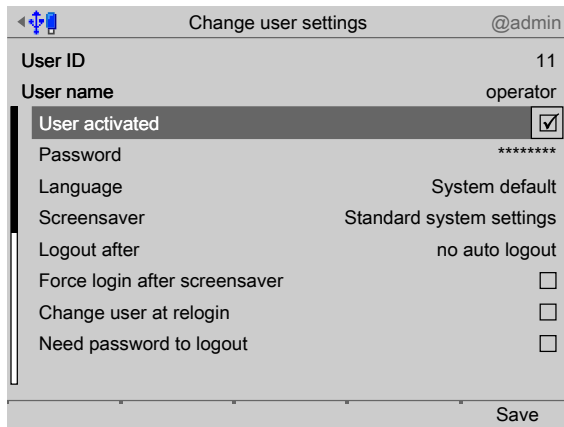 Change user settings @admin
User ID 11
User name operator
User activated
Password ********
Language System default
Screensaver Standard system settings
Logout after no auto logout
Force login after screensaver
Change user at relogin
Need password to logout
Save